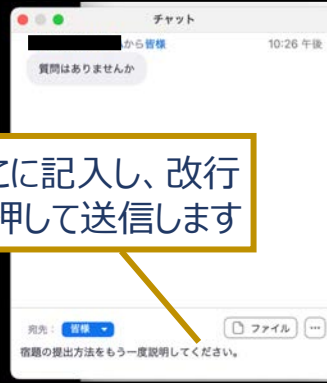 チャット
から皆様 10:26 午後
質問はありませんか
に記入し、改行
押して送信します
宛先： 皆様 ファイル ...
宿題の提出方法をもう一度説明してください。